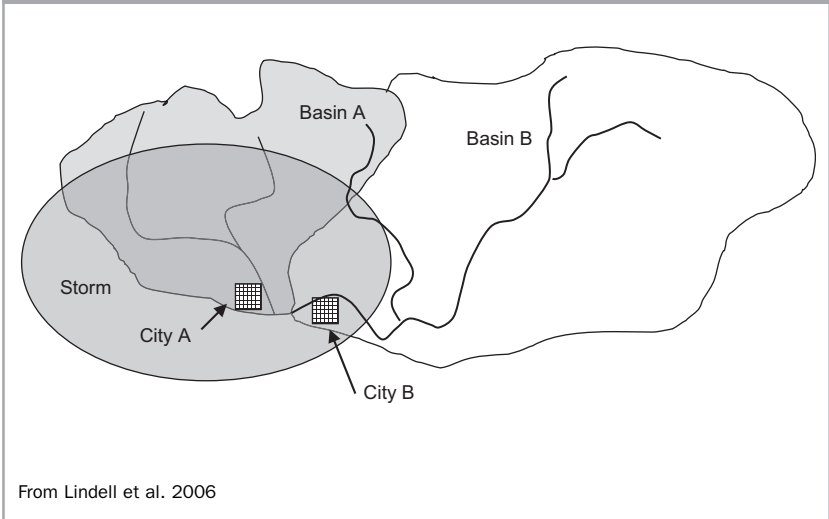 Basin A
Basin B
Storm
City A
City B
From Lindell et al. 2006